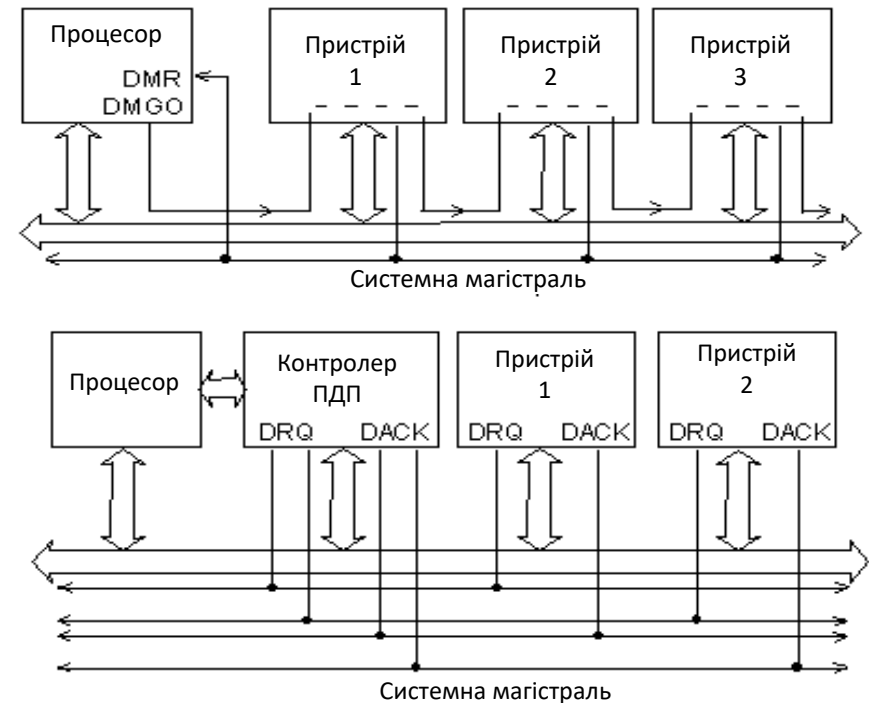 Процесор
DMR
DMGO
Пристрій
1
Пристрій
2
Пристрій
3
Системна магістраль
Процесор
Контролер
ПДП
DRQ DACK
Пристрій
1
DRQ DACK
Пристрій
2
DRQ DACK
Системна магістраль